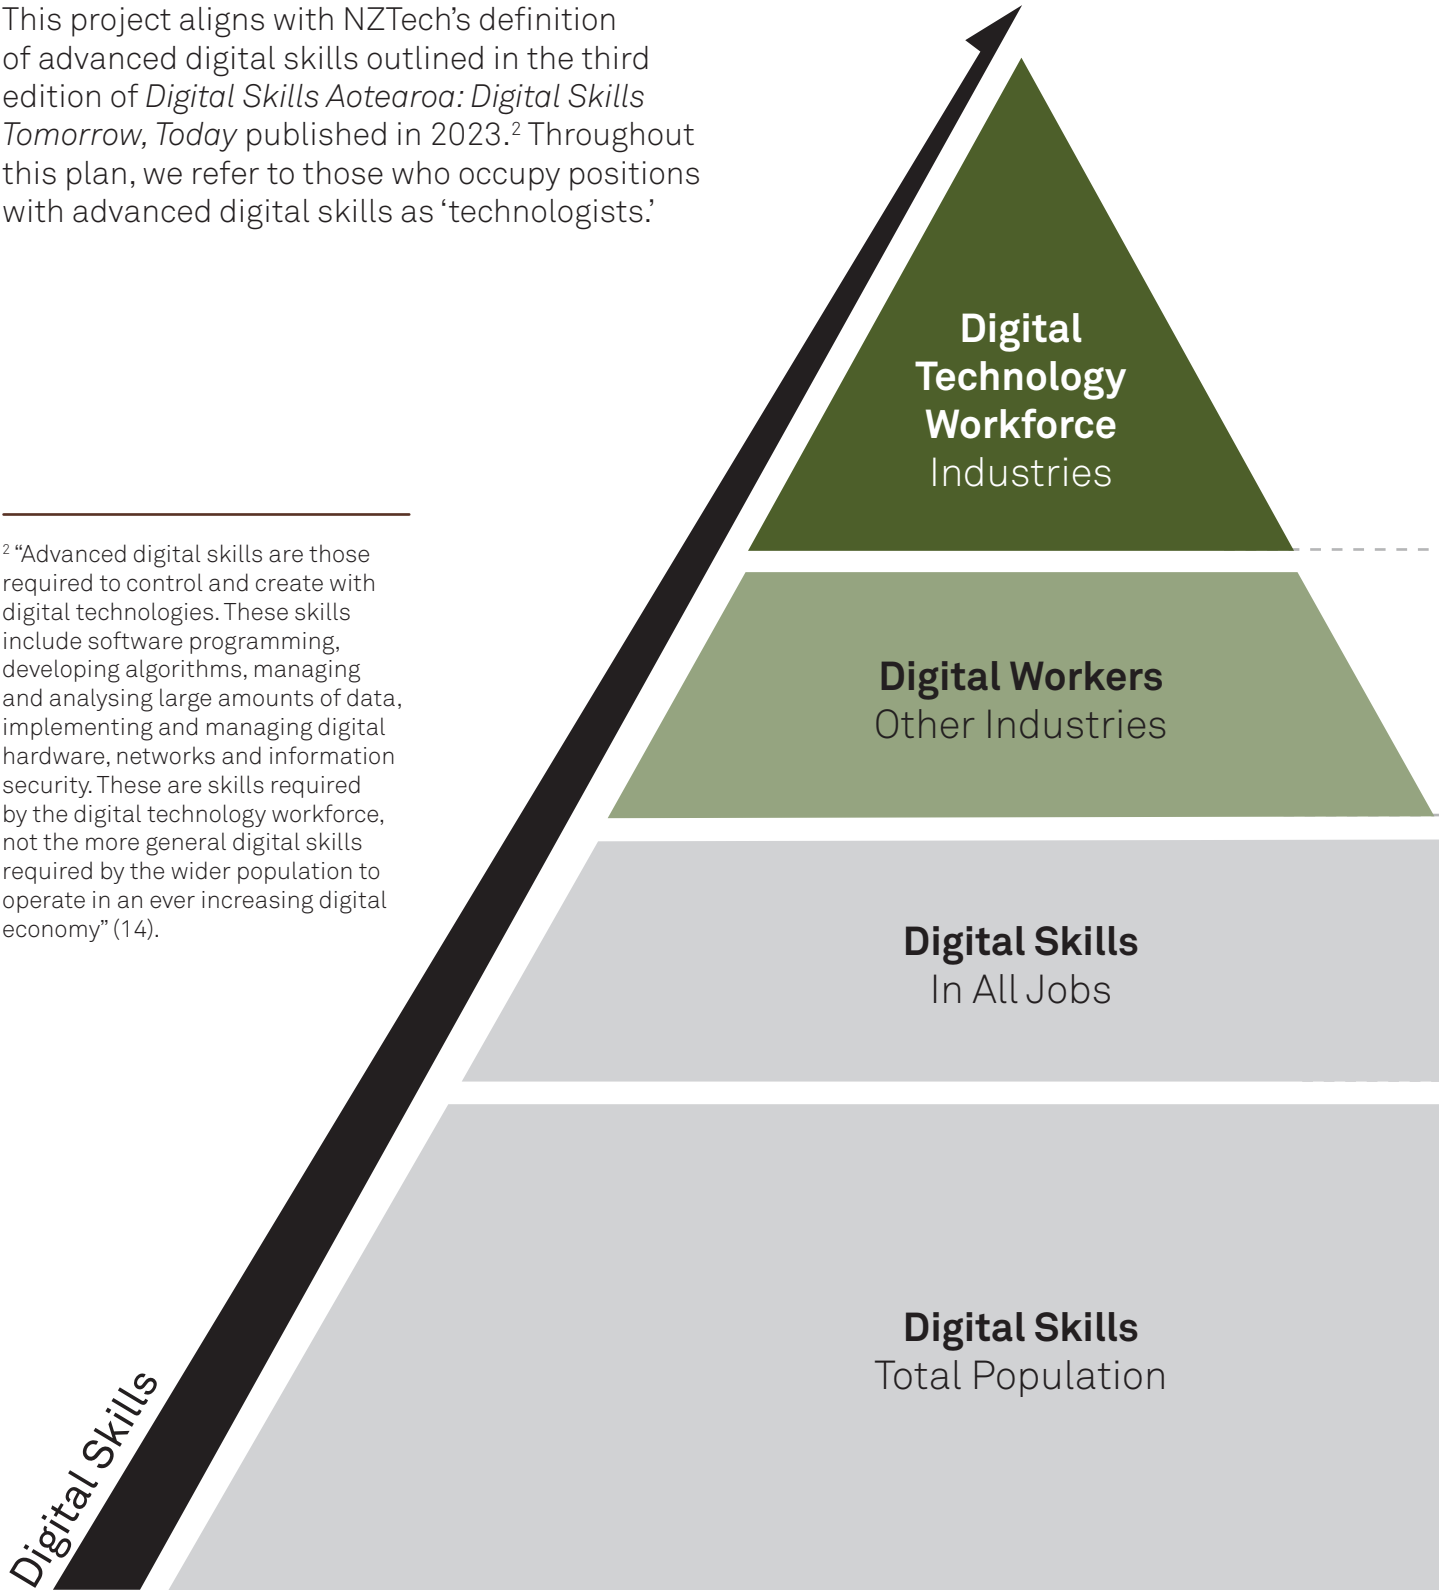 This project aligns with NZTech’s definition
of advanced digital skills outlined in the third
edition of Digital Skills Aotearoa: Digital Skills
Tomorrow, Today published in 2023.² Throughout
this plan, we refer to those who occupy positions
with advanced digital skills as ‘technologists.’
² “Advanced digital skills are those
required to control and create with
digital technologies. These skills
include software programming,
developing algorithms, managing
and analysing large amounts of data,
implementing and managing digital
hardware, networks and information
security. These are skills required
by the digital technology workforce,
not the more general digital skills
required by the wider population to
operate in an ever increasing digital
economy” (14).
Digital
Technology
Workforce
Industries
Digital Workers
Other Industries
Digital Skills
In All Jobs
Digital Skills
Total Population
Digital Skills